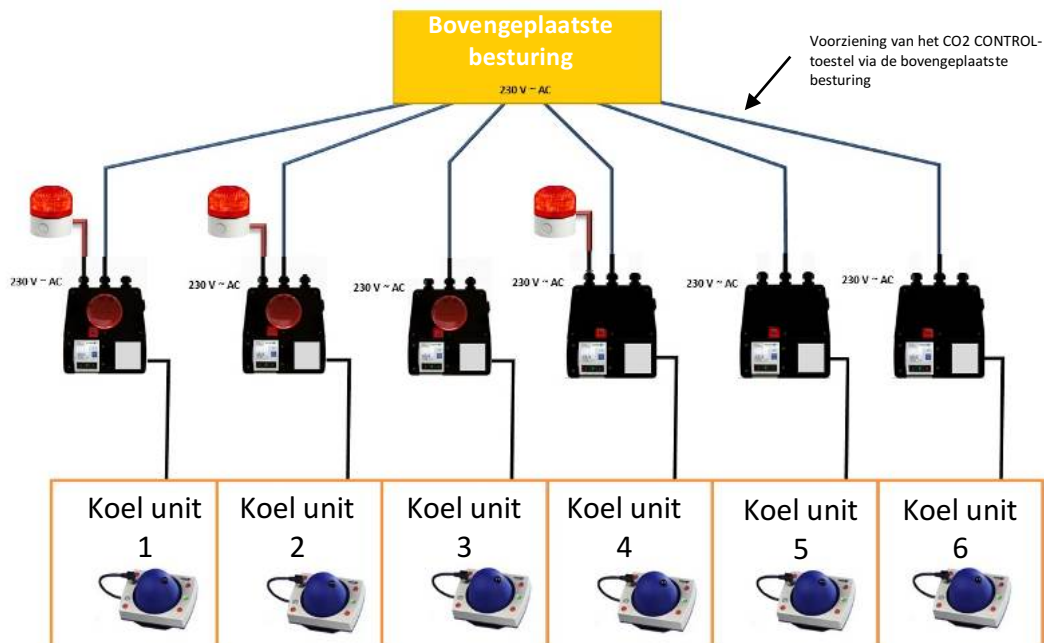 Bovengeplaatste
besturing
230 V ~ AC
Voorziening van het CO2 CONTROL-
toestel via de bovengeplaatste
besturing
230 V ~ AC
230 V ~ AC
230 V ~ AC
230 V ~ AC
230 V ~ AC
230 V ~ AC
Koel unit
1
Koel unit
2
Koel unit
3
Koel unit
4
Koel unit
5
Koel unit
6